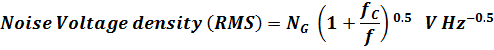 Noise Voltage density (RMS) = N_G (1 + f_C/f)^0.5 V Hz^−0.5